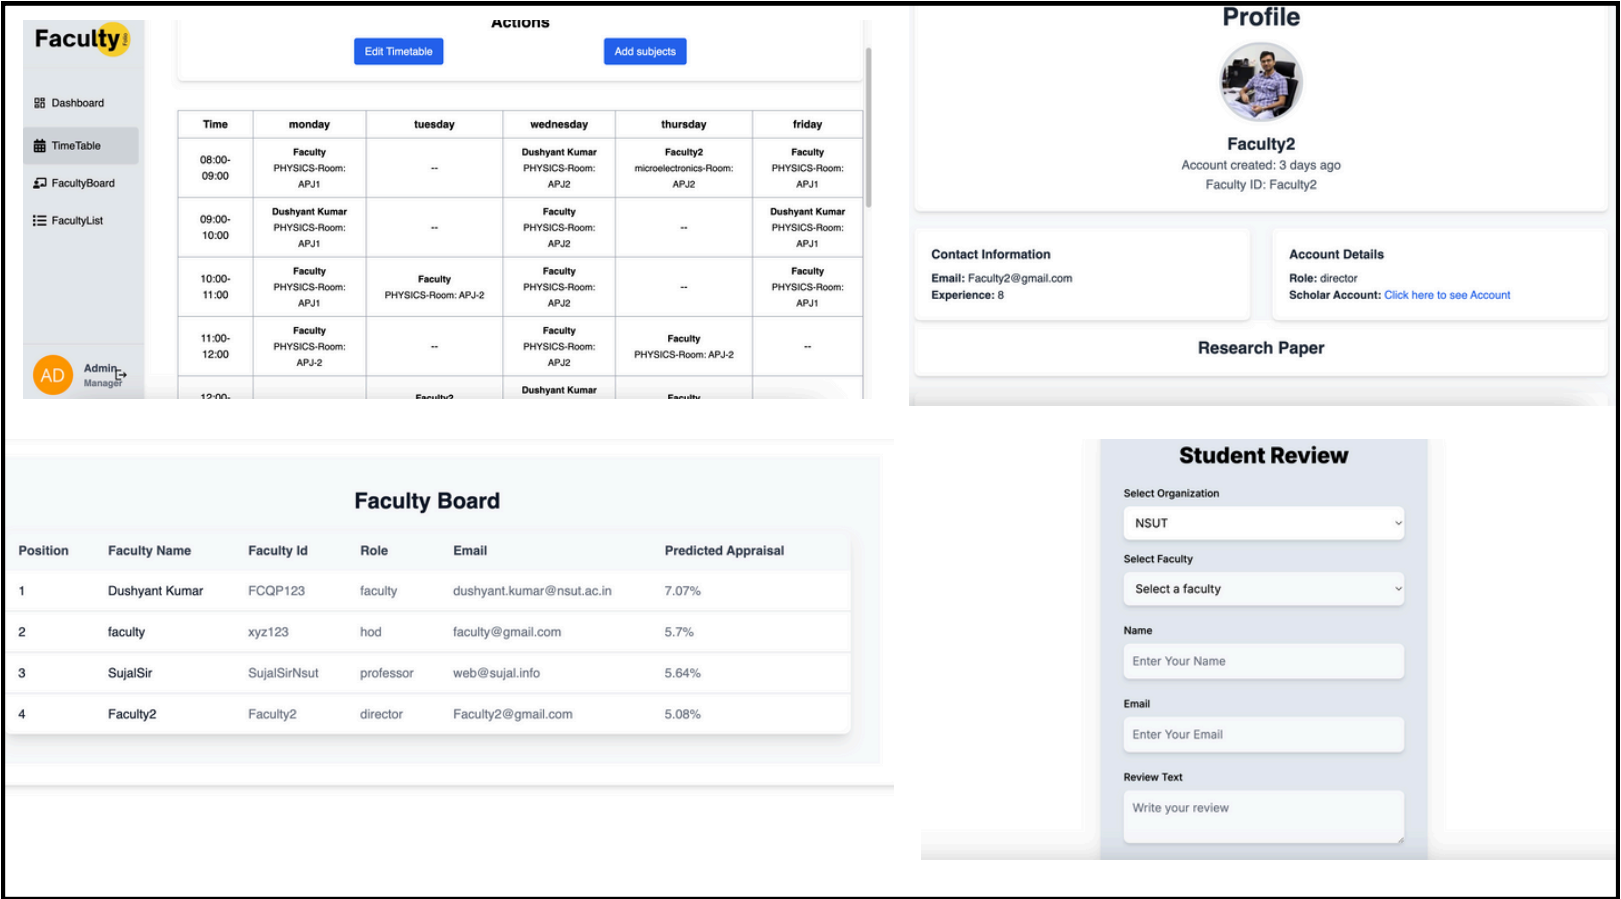 Faculty
Actions
Edit Timetable
Add subjects
Dashboard
TimeTable
FacultyBoard
FacultyList
AD
Admin
Manager
Time monday tuesday wednesday thursday friday
08:00-
09:00
Faculty
PHYSICS-Room:
APJ1
--
Dushyant Kumar
PHYSICS-Room:
APJ2
Faculty2
microelectronics-Room:
APJ2
Faculty
PHYSICS-Room:
APJ1
09:00-
10:00
Dushyant Kumar
PHYSICS-Room:
APJ1
--
Faculty
PHYSICS-Room:
APJ2
--
Dushyant Kumar
PHYSICS-Room:
APJ1
10:00-
11:00
Faculty
PHYSICS-Room:
APJ1
Faculty
PHYSICS-Room: APJ-2
Faculty
PHYSICS-Room:
APJ2
--
Faculty
PHYSICS-Room:
APJ1
11:00-
12:00
Faculty
PHYSICS-Room:
APJ-2
--
Faculty
PHYSICS-Room:
APJ2
Faculty
PHYSICS-Room: APJ-2
--
12:00-
Faculty2
Dushyant Kumar
Faculty
Profile
Faculty2
Account created: 3 days ago
Faculty ID: Faculty2
Contact Information
Email: Faculty2@gmail.com
Experience: 8
Account Details
Role: director
Scholar Account: Click here to see Account
Research Paper
Faculty Board
Position Faculty Name Faculty Id Role Email Predicted Appraisal
1 Dushyant Kumar FCQP123 faculty dushyant.kumar@nsut.ac.in 7.07%
2 faculty xyz123 hod faculty@gmail.com 5.7%
3 SujalSir SujalSirNsut professor web@sujal.info 5.64%
4 Faculty2 Faculty2 director Faculty2@gmail.com 5.08%
Student Review
Select Organization
NSUT
Select Faculty
Select a faculty
Name
Enter Your Name
Email
Enter Your Email
Review Text
Write your review